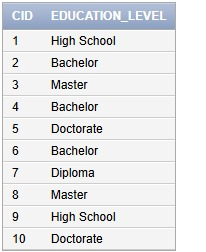 CID EDUCATION_LEVEL
1 High School
2 Bachelor
3 Master
4 Bachelor
5 Doctorate
6 Bachelor
7 Diploma
8 Master
9 High School
10 Doctorate